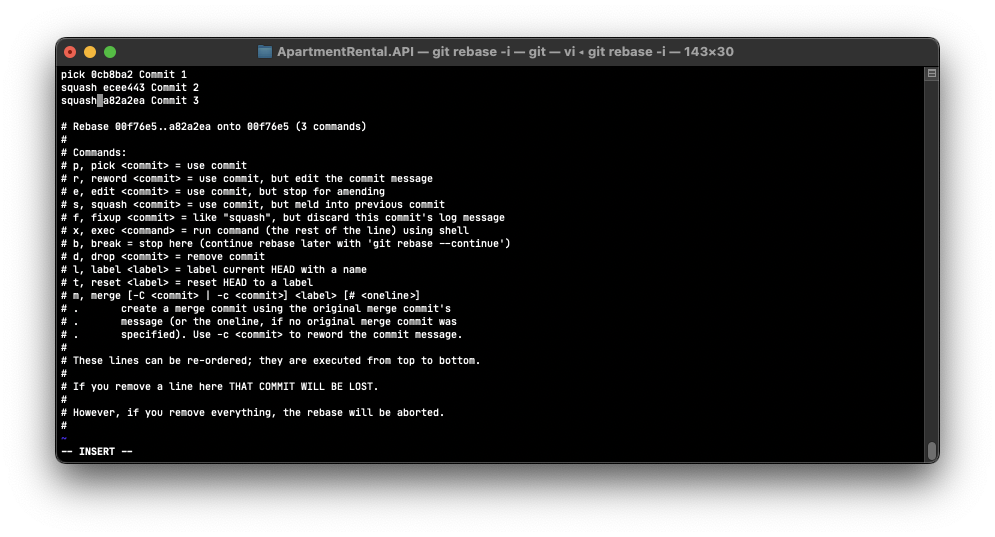 ApartmentRental.API — git rebase -i — git — vi ◂ git rebase -i — 143×30
pick 0cb8ba2 Commit 1
squash ecee443 Commit 2
squash a82a2ea Commit 3
# Rebase 00f76e5..a82a2ea onto 00f76e5 (3 commands)
#
# Commands:
# p, pick <commit> = use commit
# r, reword <commit> = use commit, but edit the commit message
# e, edit <commit> = use commit, but stop for amending
# s, squash <commit> = use commit, but meld into previous commit
# f, fixup <commit> = like "squash", but discard this commit's log message
# x, exec <command> = run command (the rest of the line) using shell
# b, break = stop here (continue rebase later with 'git rebase --continue')
# d, drop <commit> = remove commit
# l, label <label> = label current HEAD with a name
# t, reset <label> = reset HEAD to a label
# m, merge [-C <commit> | -c <commit>] <label> [# <oneline>]
# .       create a merge commit using the original merge commit's
# .       message (or the oneline, if no original merge commit was
# .       specified). Use -c <commit> to reword the commit message.
#
# These lines can be re-ordered; they are executed from top to bottom.
#
# If you remove a line here THAT COMMIT WILL BE LOST.
#
# However, if you remove everything, the rebase will be aborted.
#
~
-- INSERT --